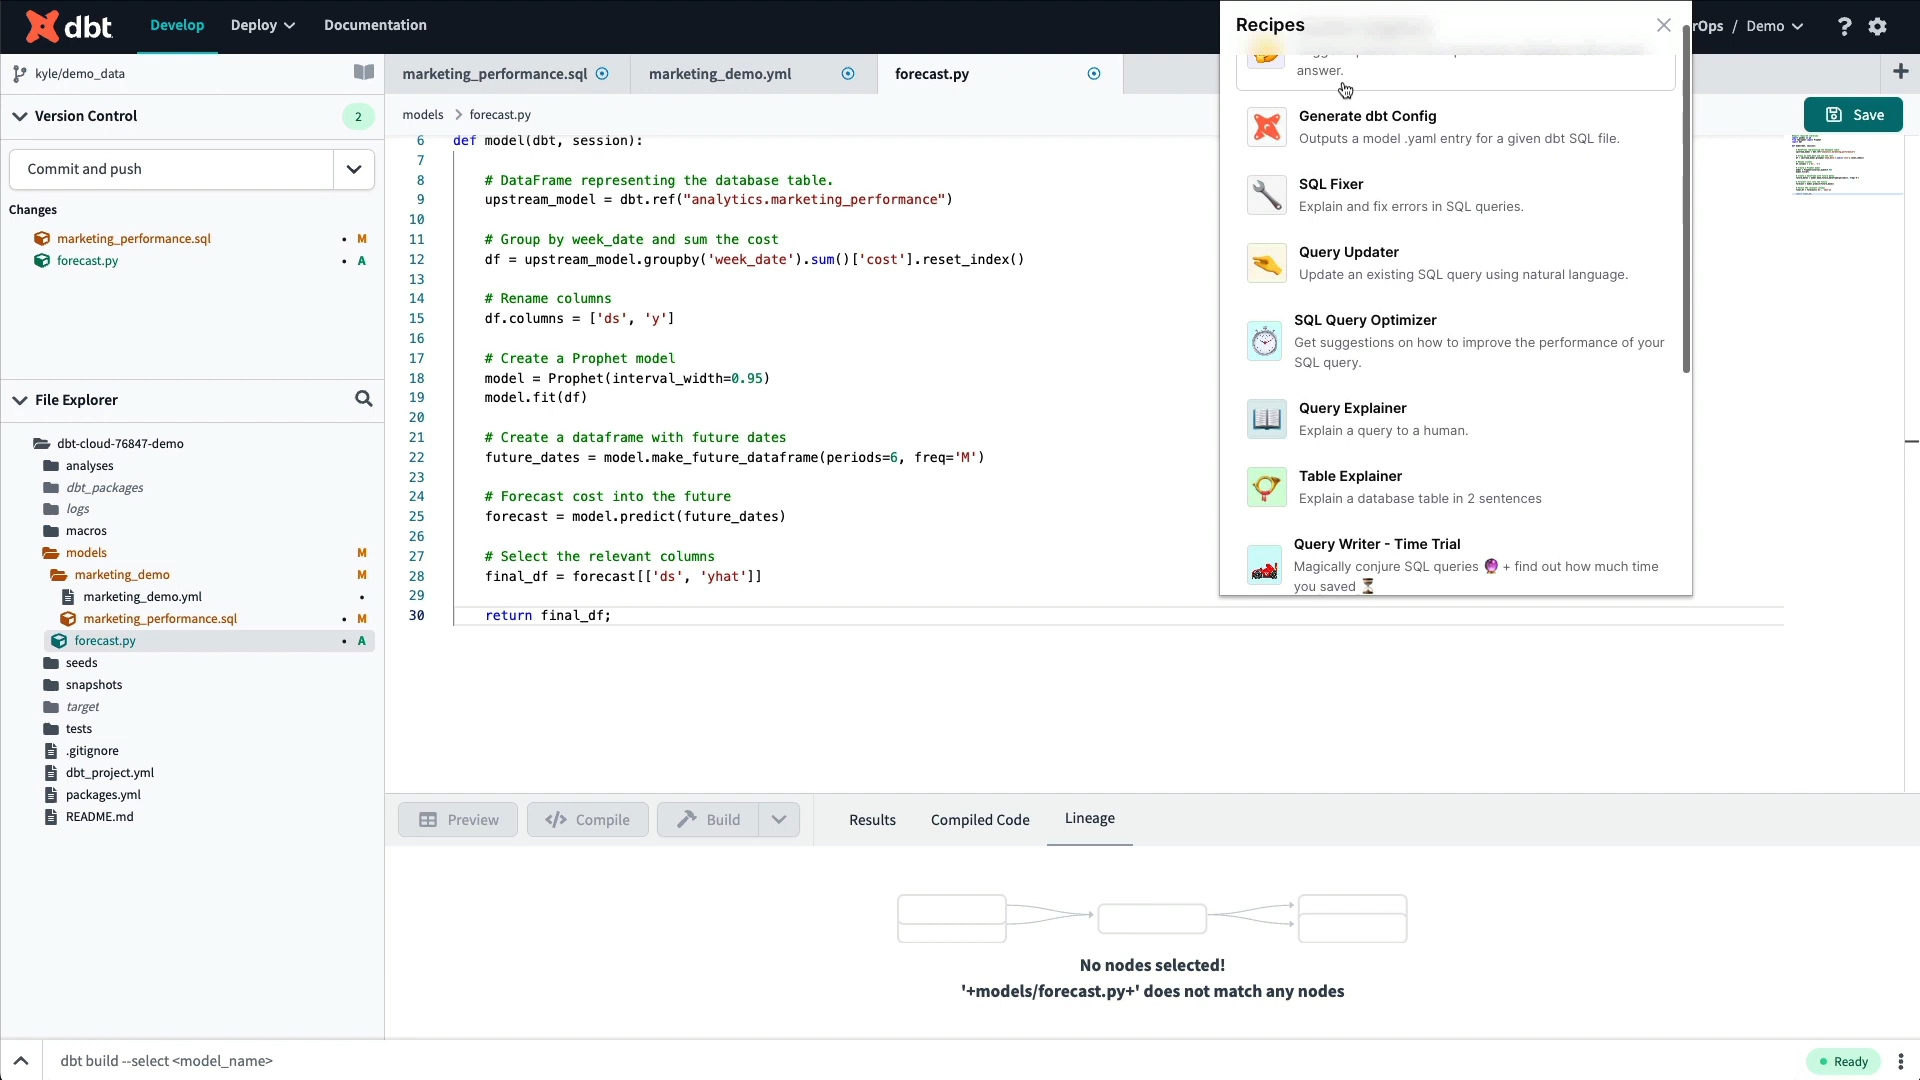 dbt
Develop
Deploy
Documentation
Recipes
rOps / Demo
kyle/demo_data
Version Control
2
Commit and push
Changes
marketing_performance.sql
M
forecast.py
A
File Explorer
dbt-cloud-76847-demo
analyses
dbt_packages
logs
macros
models
M
marketing_demo
M
marketing_demo.yml
marketing_performance.sql
M
forecast.py
A
seeds
snapshots
target
tests
.gitignore
dbt_project.yml
packages.yml
README.md
marketing_performance.sql
marketing_demo.yml
forecast.py
models > forecast.py
Save
6 def model(dbt, session):
7
8 # DataFrame representing the database table.
9 upstream_model = dbt.ref("analytics.marketing_performance")
10
11 # Group by week_date and sum the cost
12 df = upstream_model.groupby('week_date').sum()['cost'].reset_index()
13
14 # Rename columns
15 df.columns = ['ds', 'y']
16
17 # Create a Prophet model
18 model = Prophet(interval_width=0.95)
19 model.fit(df)
20
21 # Create a dataframe with future dates
22 future_dates = model.make_future_dataframe(periods=6, freq='M')
23
24 # Forecast cost into the future
25 forecast = model.predict(future_dates)
26
27 # Select the relevant columns
28 final_df = forecast[['ds', 'yhat']]
29
30 return final_df;
answer.
Generate dbt Config
Outputs a model .yaml entry for a given dbt SQL file.
SQL Fixer
Explain and fix errors in SQL queries.
Query Updater
Update an existing SQL query using natural language.
SQL Query Optimizer
Get suggestions on how to improve the performance of your
SQL query.
Query Explainer
Explain a query to a human.
Table Explainer
Explain a database table in 2 sentences
Query Writer - Time Trial
Magically conjure SQL queries 🔮 + find out how much time
you saved ⏳
Preview
</> Compile
Build
Results
Compiled Code
Lineage
No nodes selected!
'+models/forecast.py+' does not match any nodes
dbt build --select <model_name>
Ready